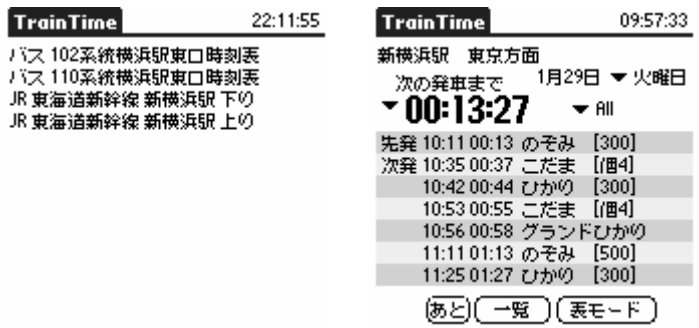 TrainTime 22:11:55
バス 102系統横浜駅東口時刻表
バス 110系統横浜駅東口時刻表
JR 東海道新幹線 新横浜駅 下り
JR 東海道新幹線 新横浜駅 上り
TrainTime 09:57:33
新横浜駅 東京方面
次の発車まで 1月29日 ▼ 火曜日
▼ 00:13:27 ▼ All
先発 10:11 00:13 のぞみ [300]
次発 10:35 00:37 こだま [個4]
10:42 00:44 ひかり [300]
10:53 00:55 こだま [個4]
10:56 00:58 グランドひかり
11:11 01:13 のぞみ [500]
11:25 01:27 ひかり [300]
あと 一覧 表モード